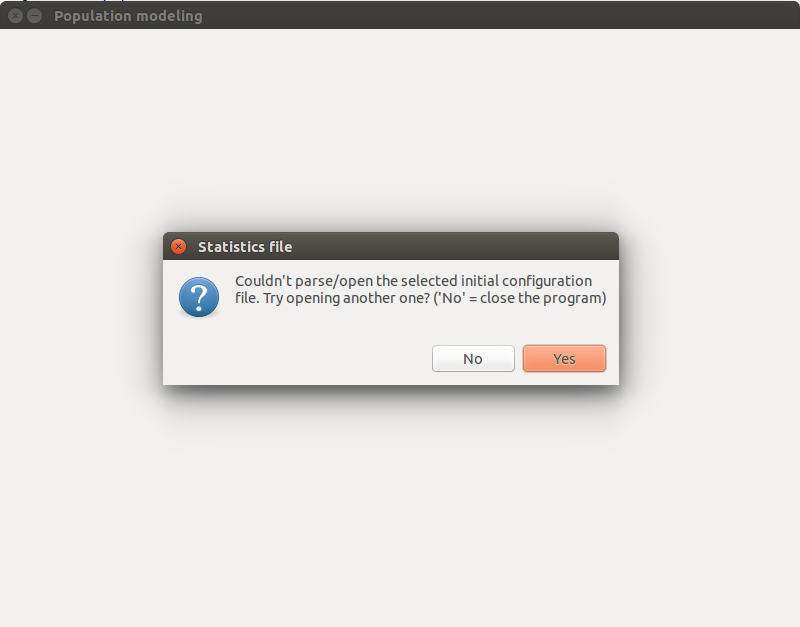 Population modeling
Statistics file
Couldn't parse/open the selected initial configuration
file. Try opening another one? ('No' = close the program)
No
Yes